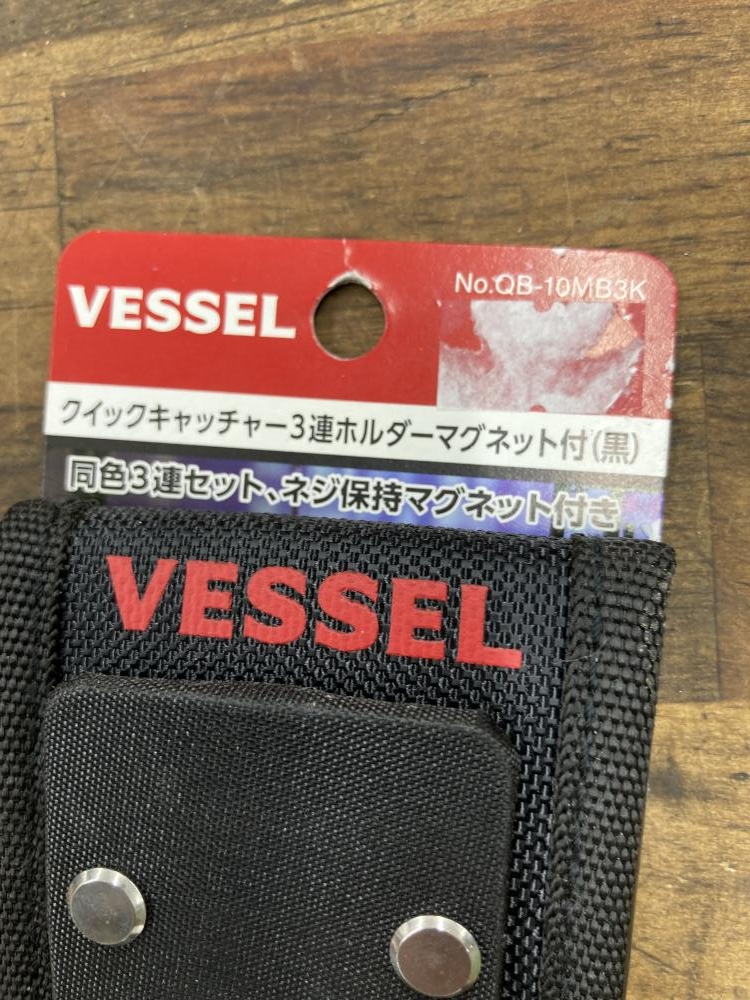 VESSEL
No.QB-10MB3K
クイックキャッチャー3連ホルダーマグネット付(黒)
同色3連セット、ネジ保持マグネット付き
VESSEL